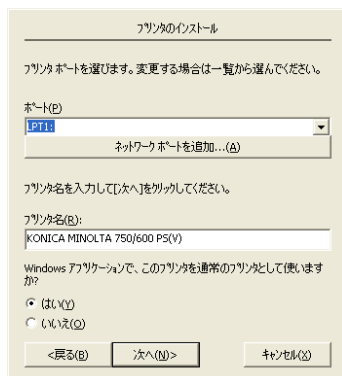 プリンタのインストール
プリンタ ポートを選びます。変更する場合は一覧から選んでください。
ポート(P)
LPT1:
ネットワーク ポートを追加...(A)
プリンタ名を入力して[次へ]をクリックしてください。
プリンタ名(R):
KONICA MINOLTA 750/600 PS(V)
Windows アプリケーションで、このプリンタを通常のプリンタとして使います
か?
はい(Y)
いいえ(O)
<戻る(B)
次へ(N)>
キャンセル(X)